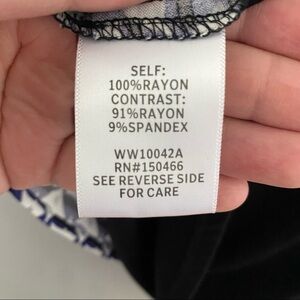 SELF:
100%RAYON
CONTRAST:
91%RAYON
9%SPANDEX
WW10042A
RN#150466
SEE REVERSE SIDE
FOR CARE